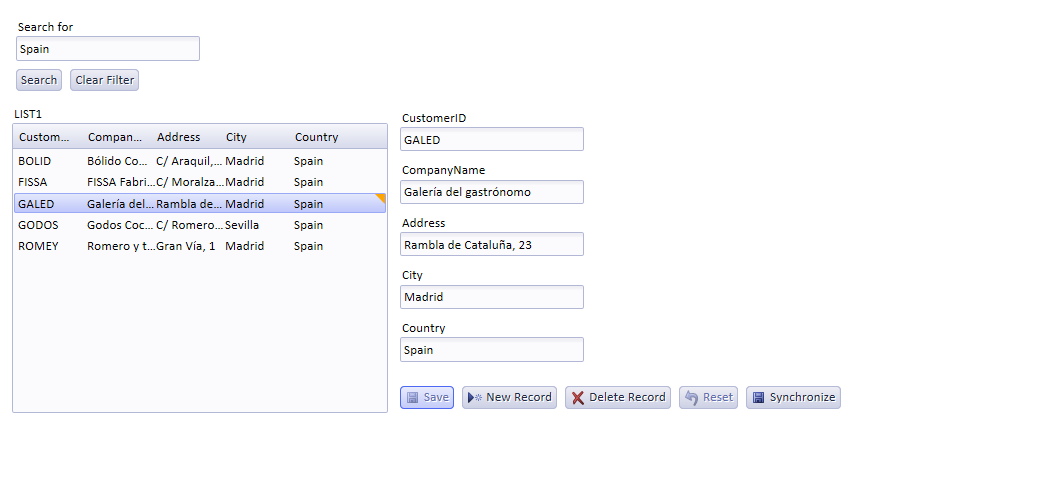 Search for
Spain
Search Clear Filter
LIST1
Custom... Compan... Address City Country
BOLID Bólido Co... C/ Araquil,... Madrid Spain
FISSA FISSA Fabri... C/ Moralza... Madrid Spain
GALED Galería del... Rambla de... Madrid Spain
GODOS Godos Coc... C/ Romero... Sevilla Spain
ROMEY Romero y t... Gran Vía, 1 Madrid Spain
CustomerID
GALED
CompanyName
Galería del gastrónomo
Address
Rambla de Cataluña, 23
City
Madrid
Country
Spain
Save New Record Delete Record Reset Synchronize